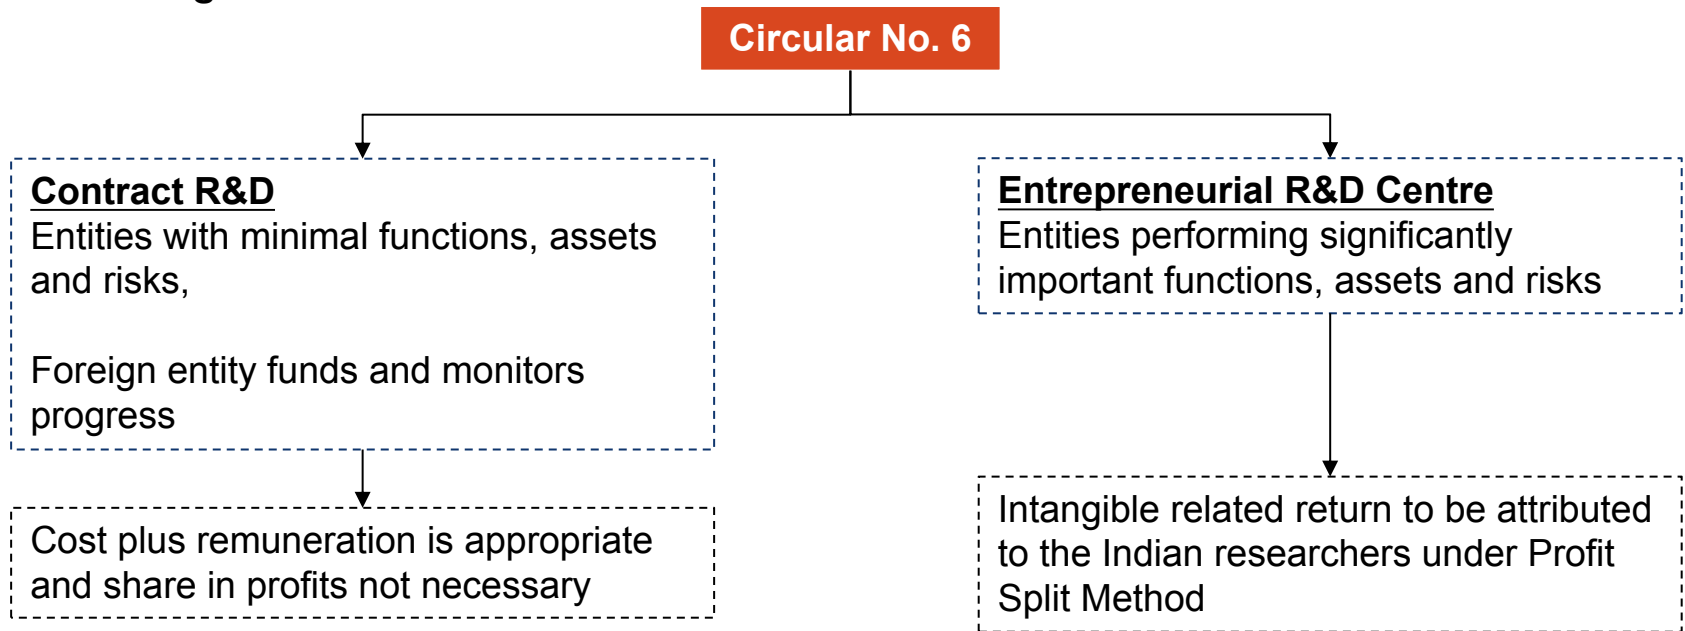 Circular No. 6
Contract R&D
Entities with minimal functions, assets
and risks,
Foreign entity funds and monitors
progress
Cost plus remuneration is appropriate
and share in profits not necessary
Entrepreneurial R&D Centre
Entities performing significantly
important functions, assets and risks
Intangible related return to be attributed
to the Indian researchers under Profit
Split Method